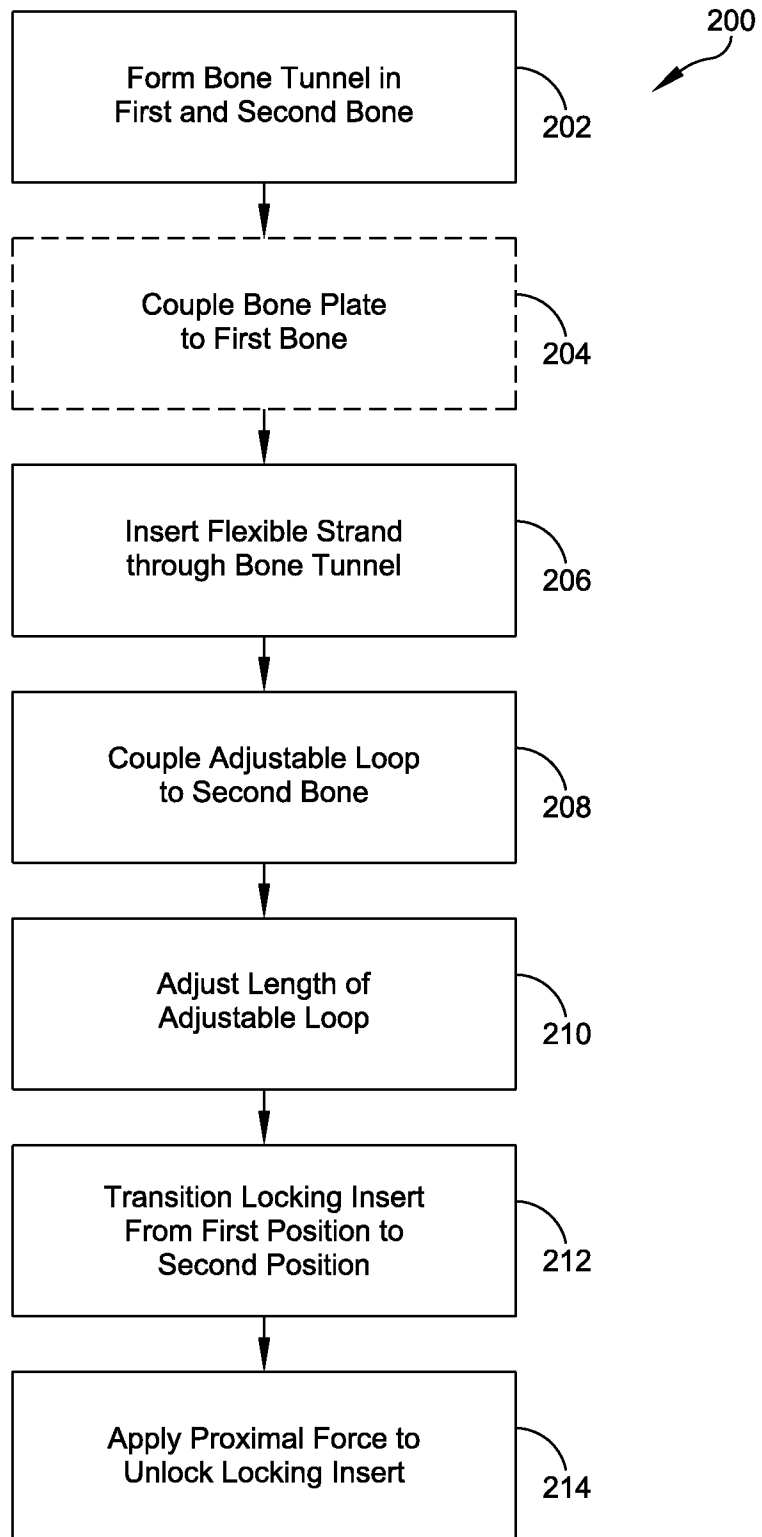 200
Form Bone Tunnel in
First and Second Bone
202
Couple Bone Plate
to First Bone
204
Insert Flexible Strand
through Bone Tunnel
206
Couple Adjustable Loop
to Second Bone
208
Adjust Length of
Adjustable Loop
210
Transition Locking Insert
From First Position to
Second Position
212
Apply Proximal Force to
Unlock Locking Insert
214